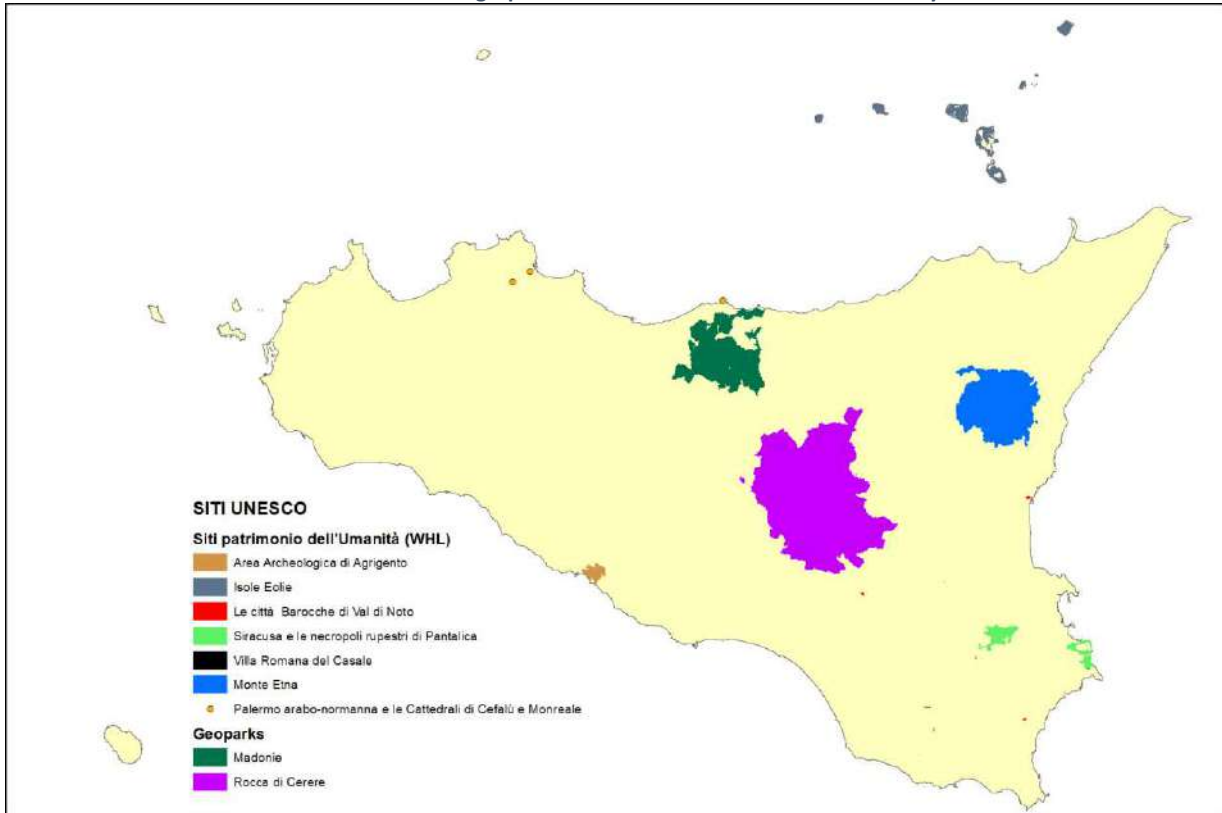 SITI UNESCO
Siti patrimonio dell'Umanità (WHL)
Area Archeologica di Agrigento
Isole Eolie
Le città Barocche di Val di Noto
Siracusa e le necropoli rupestri di Pantalica
Villa Romana del Casale
Monte Etna
Palermo arabo-normanna e le Cattedrali di Cefalù e Monreale
Geoparks
Madonie
Rocca di Cerere